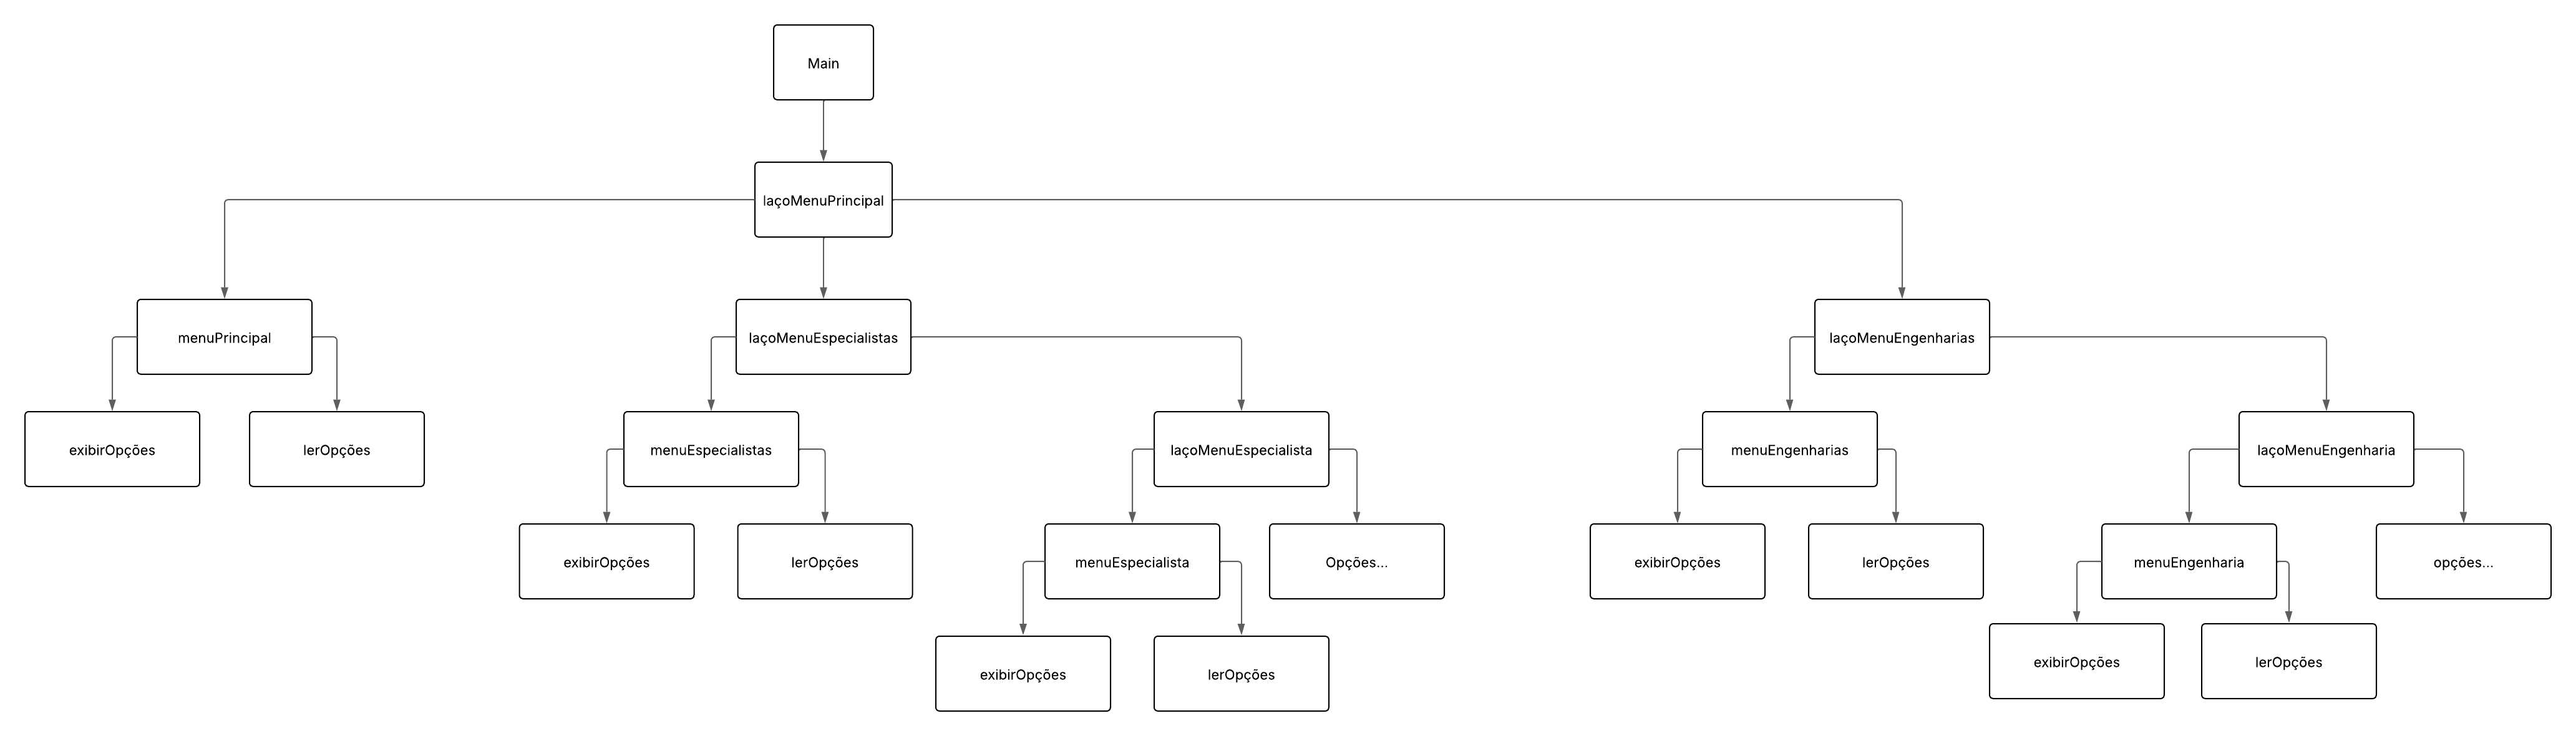 Main
laçoMenuPrincipal
menuPrincipal
laçoMenuEspecialistas
laçoMenuEngenharias
exibirOpções
lerOpções
menuEspecialistas
laçoMenuEspecialista
menuEngenharias
laçoMenuEngenharia
exibirOpções
lerOpções
menuEspecialista
Opções...
exibirOpções
lerOpções
menuEngenharia
opções...
exibirOpções
lerOpções
exibirOpções
lerOpções